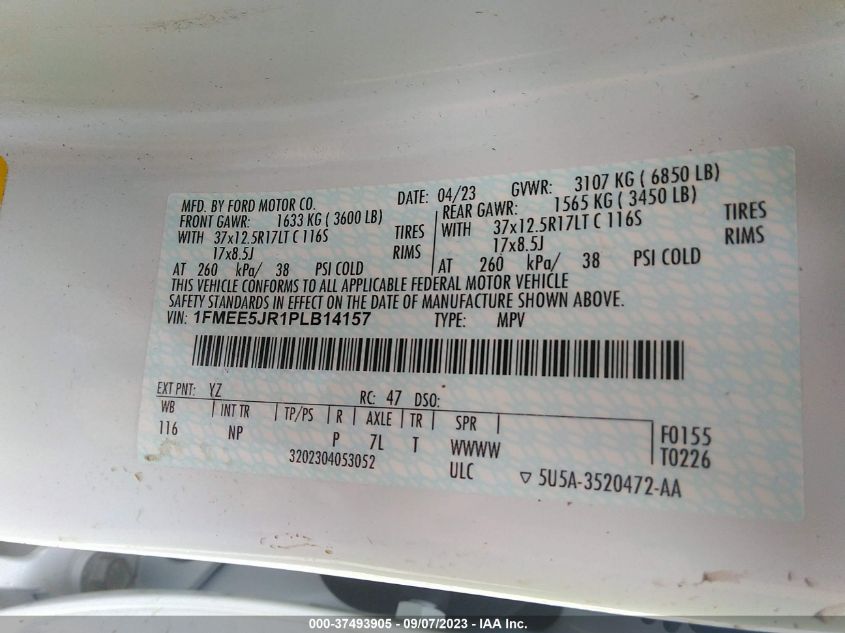 MFD. BY FORD MOTOR CO.
DATE: 04/23 GVWR: 3107 KG ( 6850 LB)
FRONT GAWR: 1633 KG ( 3600 LB)
WITH 37x12.5R17LT C 116S TIRES
17x8.5J RIMS
AT 260 kPa/ 38 PSI COLD
REAR GAWR: 1565 KG ( 3450 LB)
WITH 37x12.5R17LT C 116S TIRES
17x8.5J RIMS
AT 260 kPa/ 38 PSI COLD
THIS VEHICLE CONFORMS TO ALL APPLICABLE FEDERAL MOTOR VEHICLE
SAFETY STANDARDS IN EFFECT ON THE DATE OF MANUFACTURE SHOWN ABOVE.
VIN: 1FMEE5JR1PLB14157 TYPE: MPV
EXT PNT: YZ RC: 47 DSO:
WB INT TR TP/PS R AXLE TR SPR
116 NP P 7L T WWWW
F0155
T0226
3202304053052 ULC ▽ 5U5A-3520472-AA
000-37493905 - 09/07/2023 - IAA Inc.